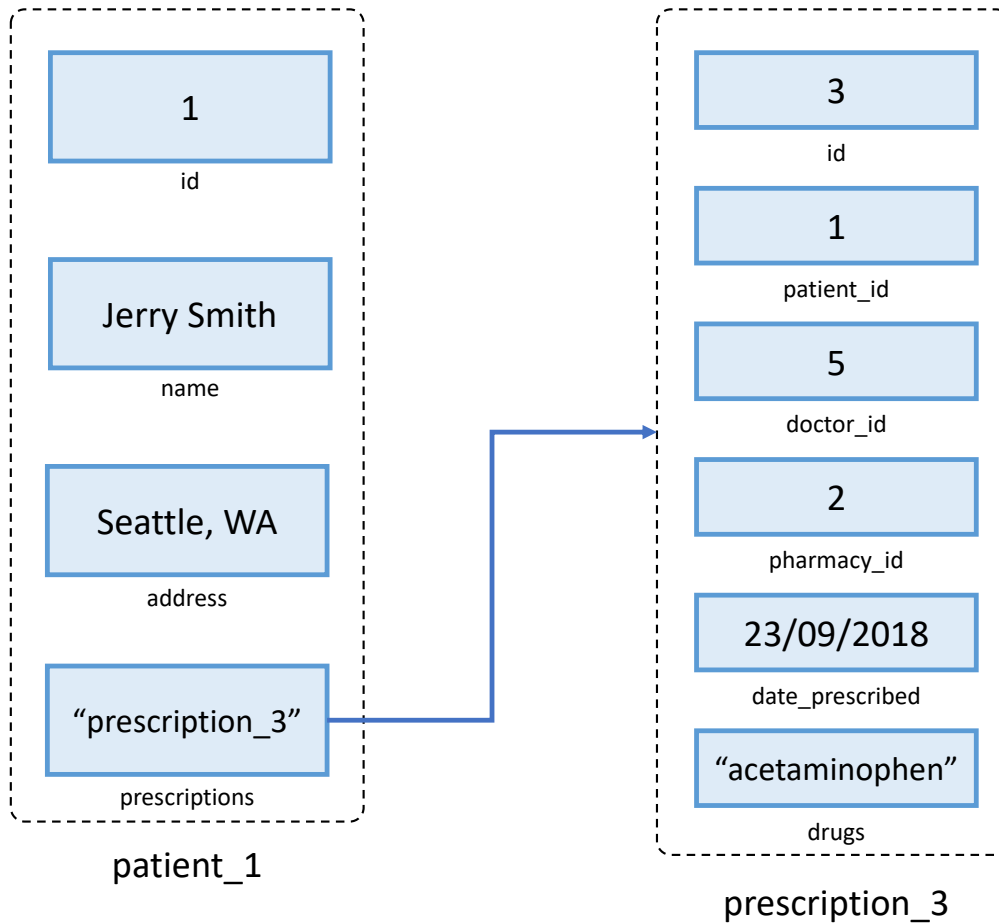 1
id
Jerry Smith
name
Seattle, WA
address
“prescription_3”
prescriptions
patient_1
3
id
1
patient_id
5
doctor_id
2
pharmacy_id
23/09/2018
date_prescribed
“acetaminophen”
drugs
prescription_3